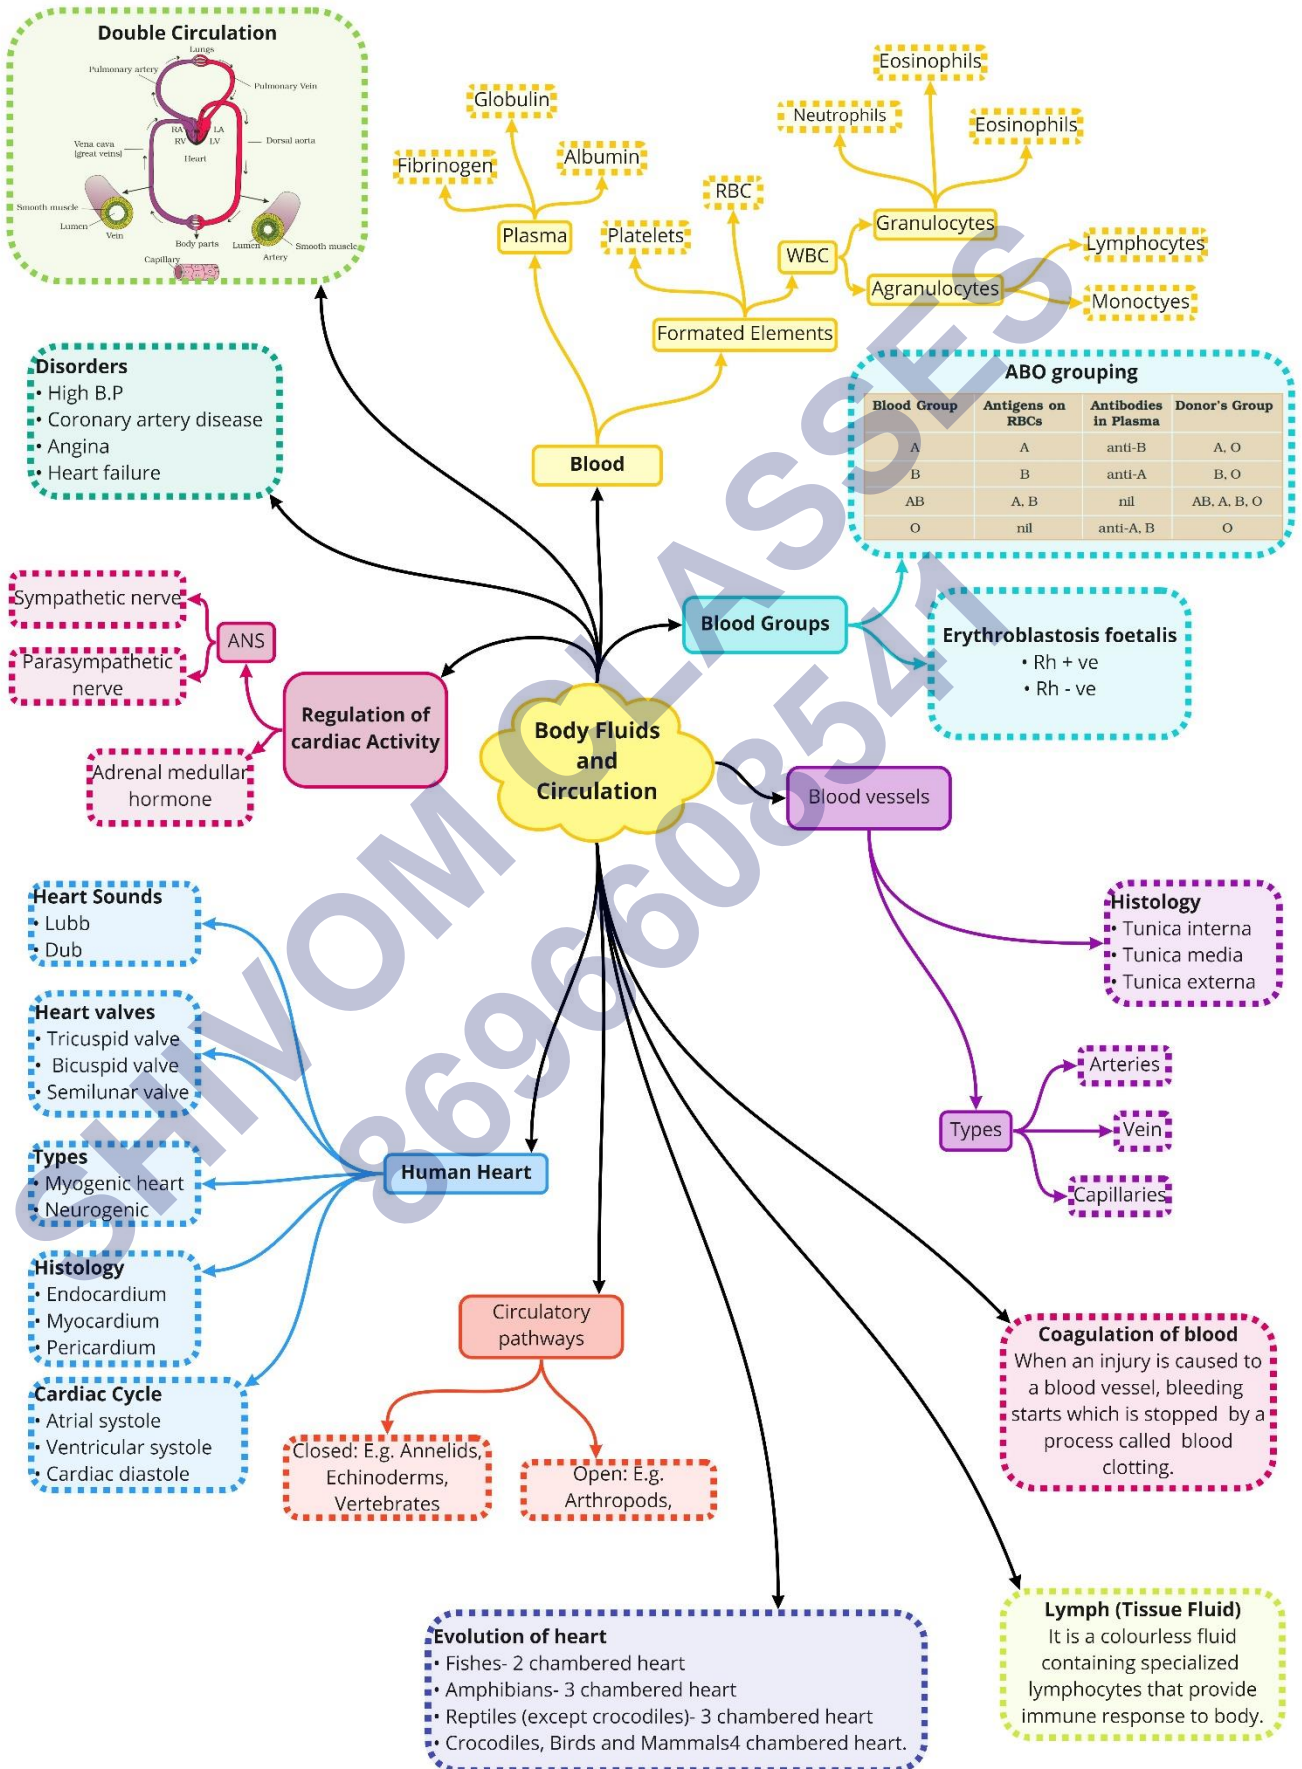 Double Circulation
Lungs
Pulmonary artery
Pulmonary Vein
RA
LA
RV
LV
Heart
Vena cava
(great veins)
Dorsal aorta
Smooth muscle
Lumen
Vein
Body parts
Lumen
Artery
Smooth muscle
Capillary
Globulin
Fibrinogen
Albumin
Plasma
Eosinophils
Neutrophils
Eosinophils
RBC
Platelets
WBC
Granulocytes
Agranulocytes
Lymphocytes
Monoctyes
Formated Elements
Blood
Disorders
• High B.P
• Coronary artery disease
• Angina
• Heart failure
ABO grouping
Blood Group Antigens on RBCs Antibodies in Plasma Donor's Group
A A anti-B A, O
B B anti-A B, O
AB A, B nil AB, A, B, O
O nil anti-A, B O
Sympathetic nerve
ANS
Parasympathetic
nerve
Regulation of
cardiac Activity
Adrenal medullar
hormone
Blood Groups
Erythroblastosis foetalis
• Rh + ve
• Rh - ve
Body Fluids
and
Circulation
Blood vessels
Histology
• Tunica interna
• Tunica media
• Tunica externa
Types
Arteries
Vein
Capillaries
Heart Sounds
• Lubb
• Dub
Heart valves
• Tricuspid valve
• Bicuspid valve
• Semilunar valve
Types
• Myogenic heart
• Neurogenic
Histology
• Endocardium
• Myocardium
• Pericardium
Cardiac Cycle
• Atrial systole
• Ventricular systole
• Cardiac diastole
Human Heart
Circulatory
pathways
Closed: E.g. Annelids,
Echinoderms,
Vertebrates
Open: E.g.
Arthropods,
Coagulation of blood
When an injury is caused to
a blood vessel, bleeding
starts which is stopped by a
process called blood
clotting.
Lymph (Tissue Fluid)
It is a colourless fluid
containing specialized
lymphocytes that provide
immune response to body.
Evolution of heart
• Fishes- 2 chambered heart
• Amphibians- 3 chambered heart
• Reptiles (except crocodiles)- 3 chambered heart
• Crocodiles, Birds and Mammals4 chambered heart.
SHIVOM CLASSES
8696608541